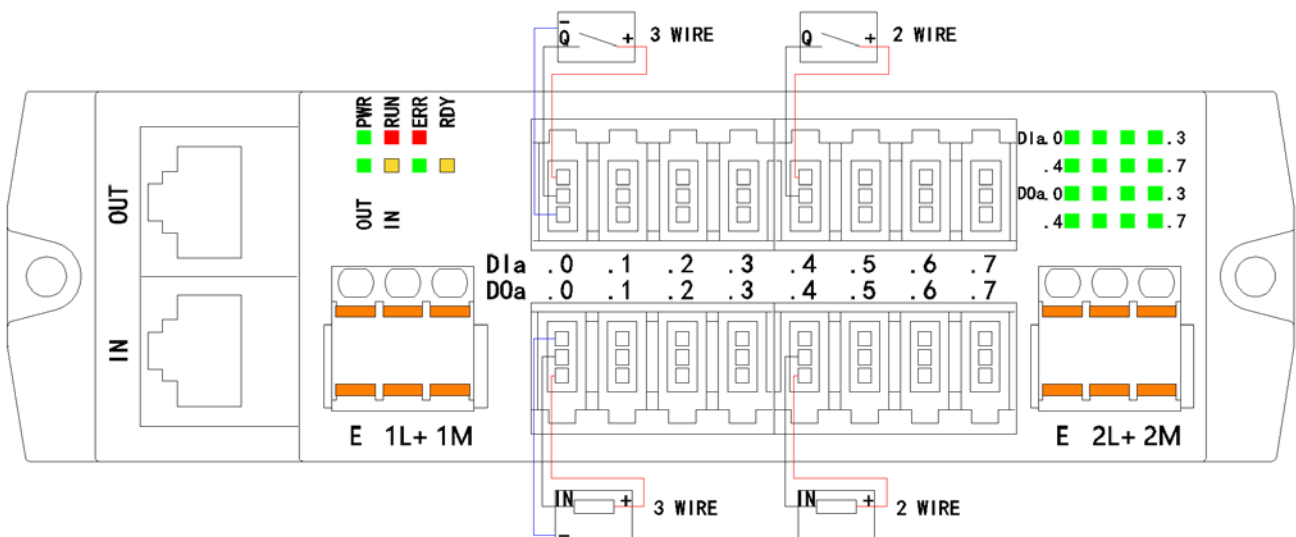 − Q + 3 WIRE
Q + 2 WIRE
PWR RUN ERR RDY
OUT IN
OUT
IN
DIa.0 .3
.4 .7
DOa.0 .3
.4 .7
DIa .0 .1 .2 .3 .4 .5 .6 .7
DOa .0 .1 .2 .3 .4 .5 .6 .7
E 1L+ 1M
E 2L+ 2M
IN + − 3 WIRE
IN + 2 WIRE